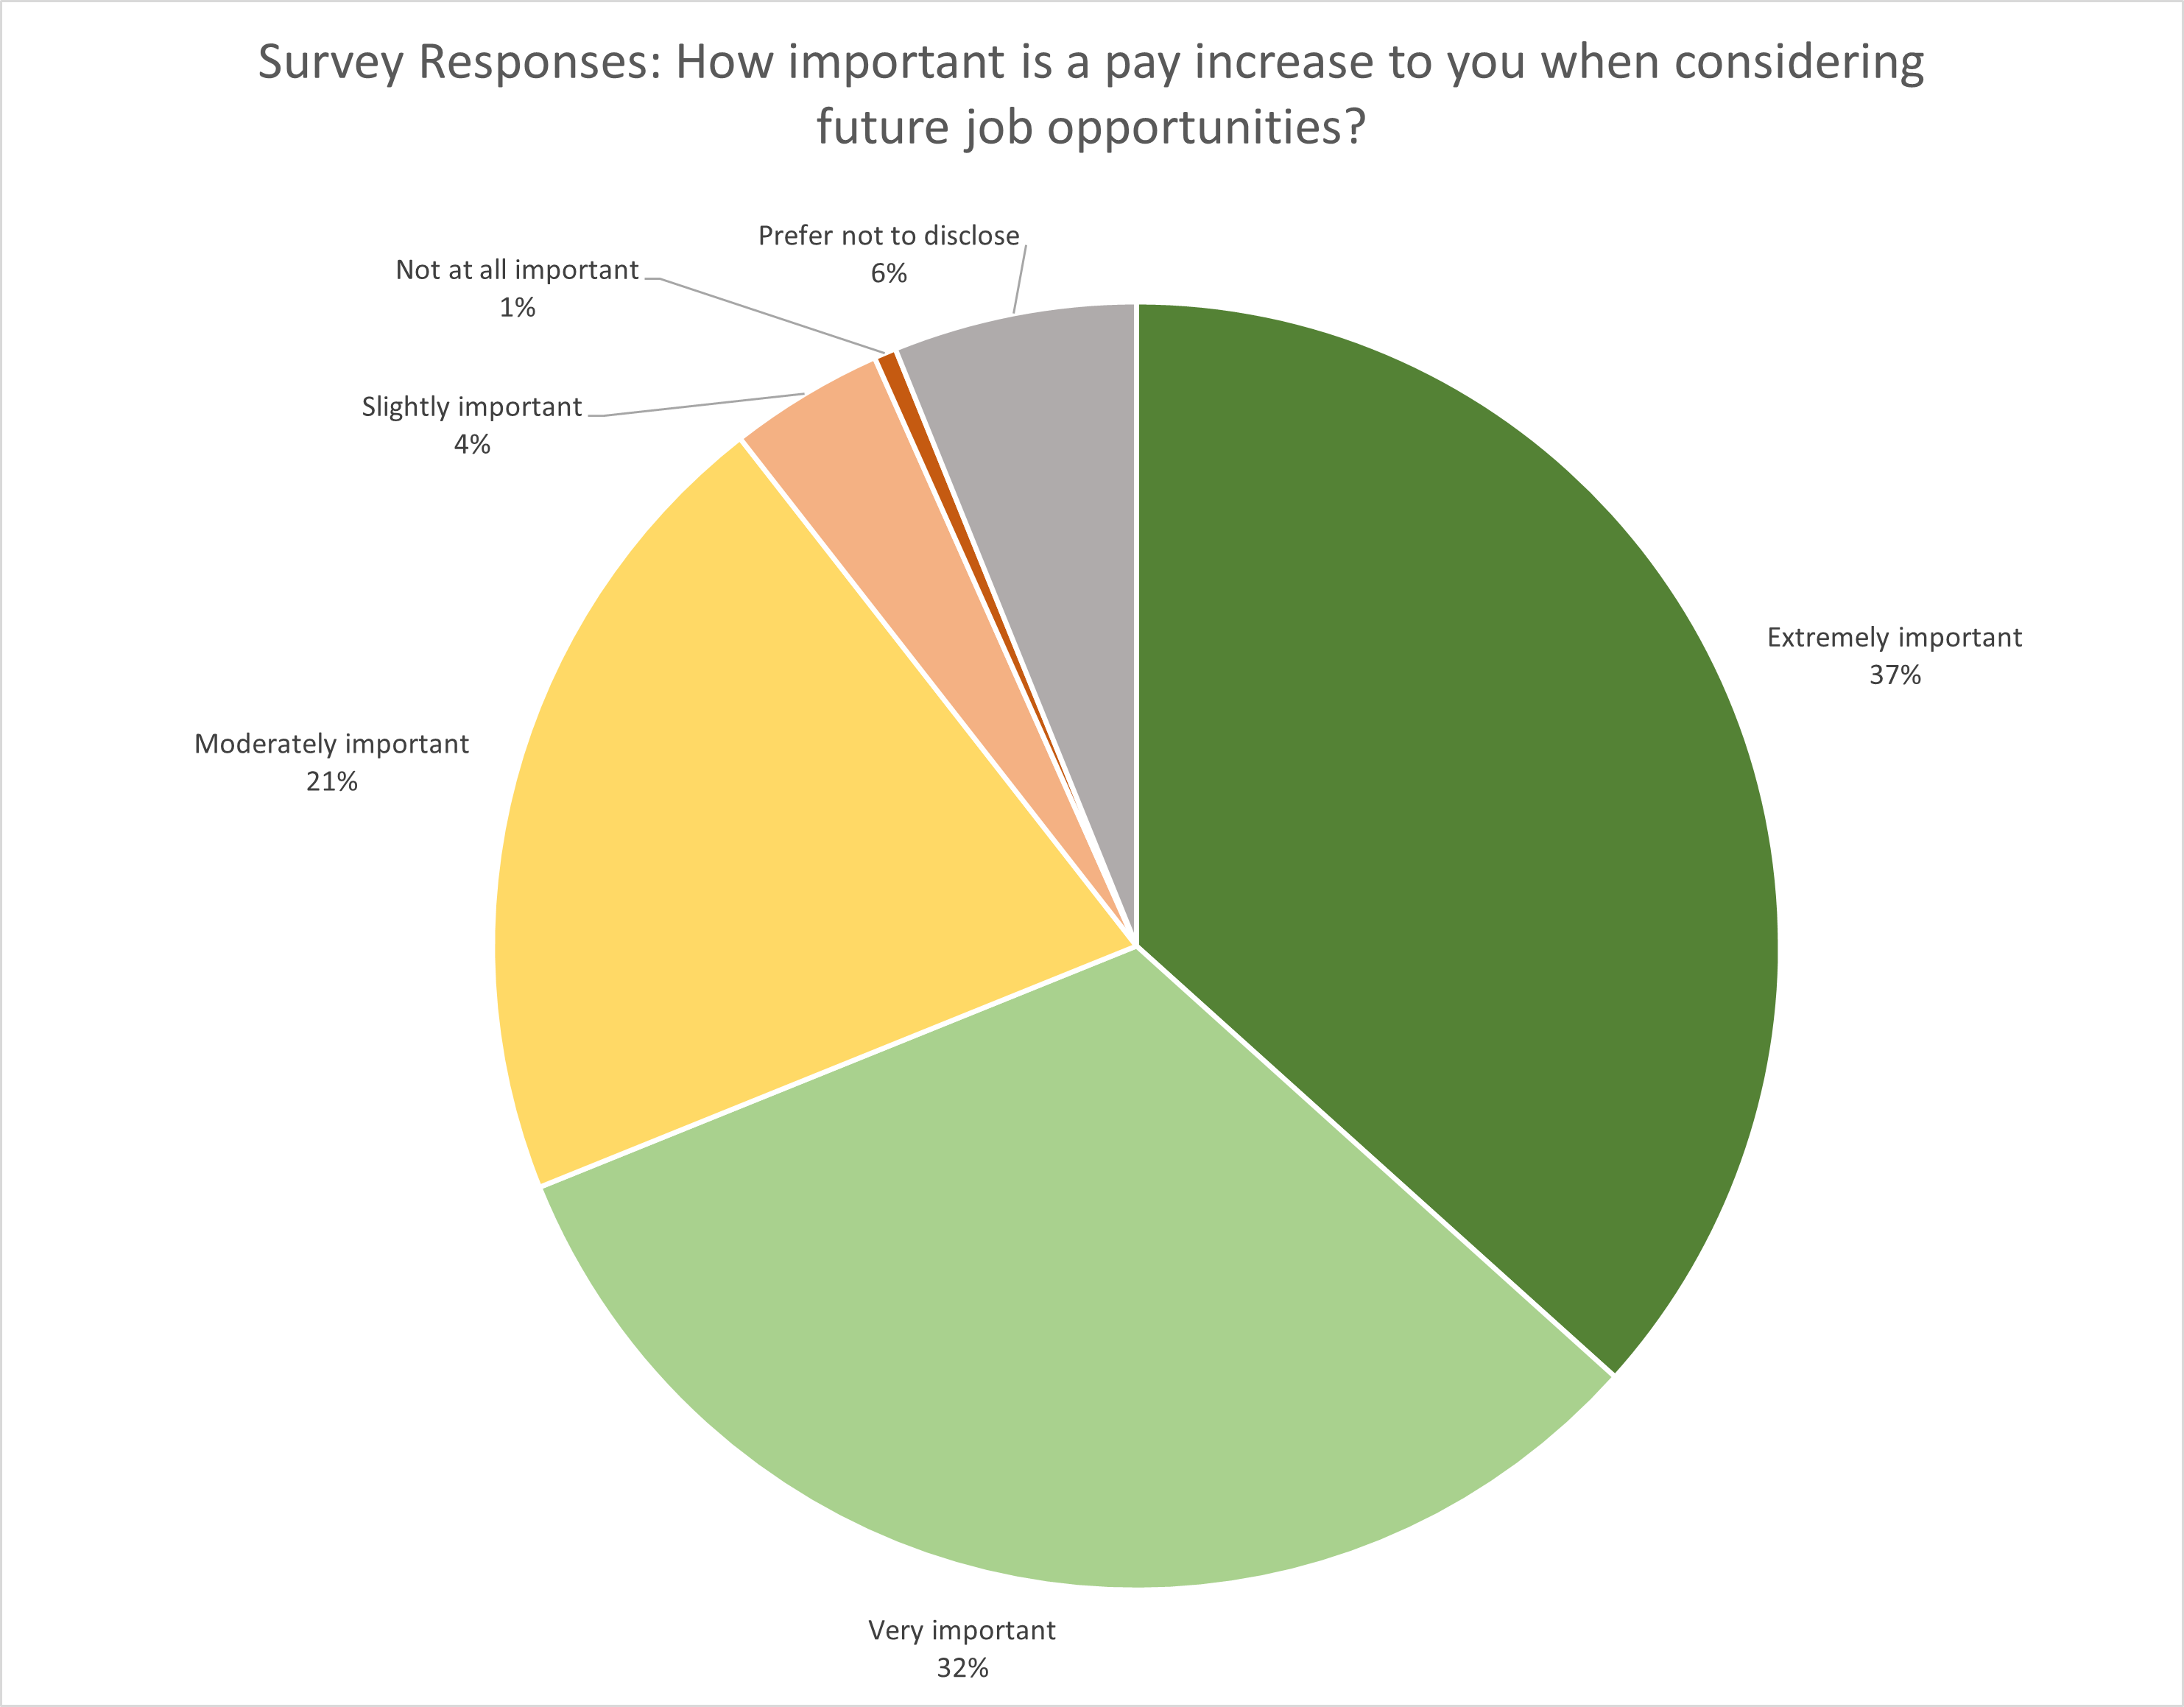 Survey Responses: How important is a pay increase to you when considering
future job opportunities?
Prefer not to disclose
6%
Not at all important
1%
Slightly important
4%
Extremely important
37%
Moderately important
21%
Very important
32%